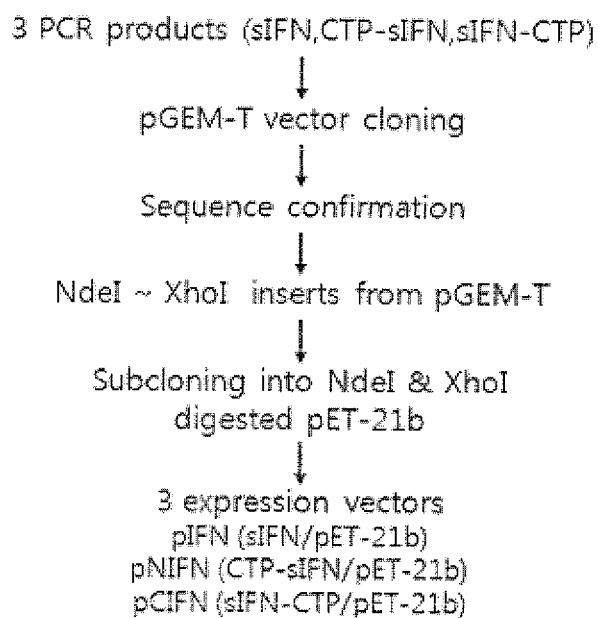 3 PCR products (sIFN,CTP-sIFN,sIFN-CTP)
pGEM-T vector cloning
Sequence confirmation
NdeI ~ XhoI inserts from pGEM-T
Subcloning into NdeI & XhoI
digested pET-21b
3 expression vectors
pIFN (sIFN/pET-21b)
pNIFN (CTP-sIFN/pET-21b)
pCIFN (sIFN-CTP/pET-21b)